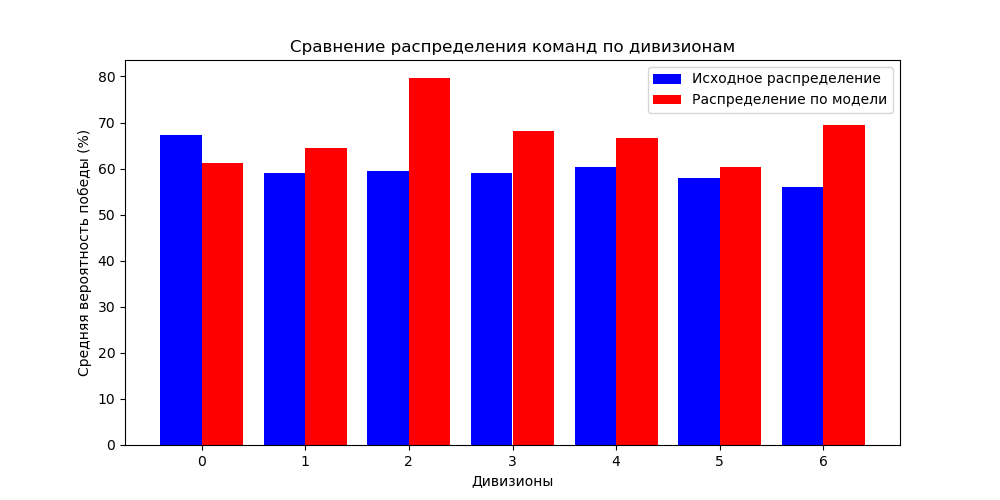 Сравнение распределения команд по дивизионам
Исходное распределение
Распределение по модели
Средняя вероятность победы (%)
80
70
60
50
40
30
20
10
0
0 1 2 3 4 5 6
Дивизионы